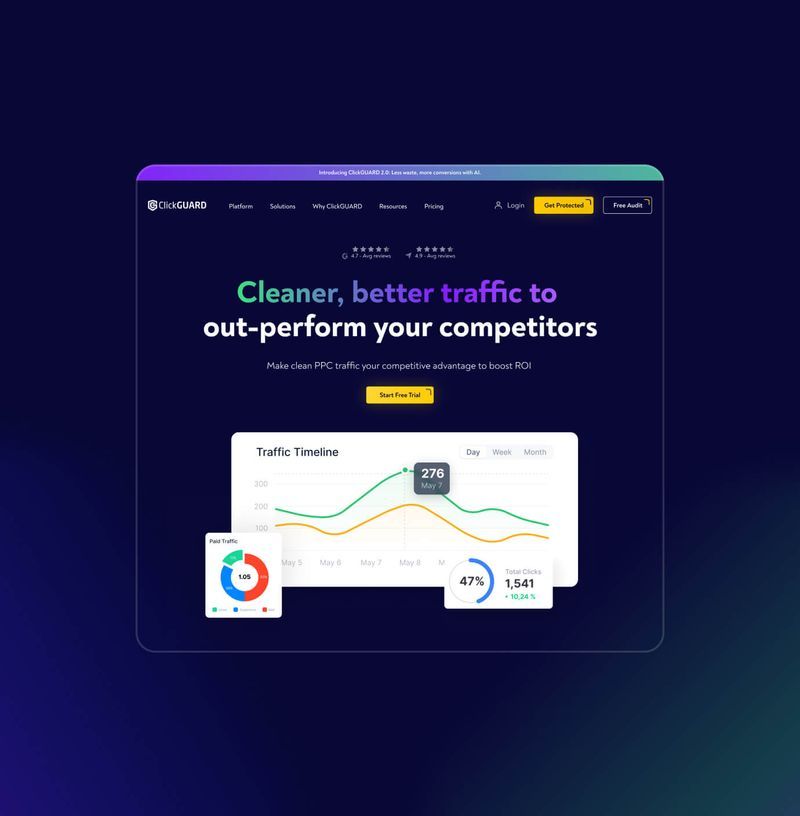 Introducing ClickGUARD 2.0: Less waste, more conversions with AI.
ClickGUARD
Platform
Solutions
Why ClickGUARD
Resources
Pricing
Login
Get Protected
Free Audit
4.7 - Avg reviews
4.9 - Avg reviews
Cleaner, better traffic to
out-perform your competitors
Make clean PPC traffic your competitive advantage to boost ROI
Start Free Trial
Traffic Timeline
Day
Week
Month
276
May 7
300
200
100
May 5
May 6
May 7
May 8
M
Paid Traffic
1.05
47%
Total Clicks
1,541
10,24 %